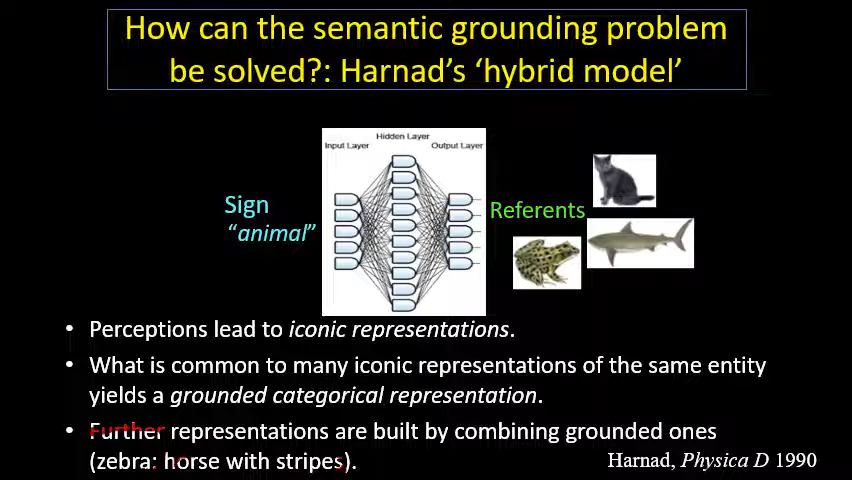 How can the semantic grounding problem
be solved?: Harnad's 'hybrid model'
Hidden Layer
Input Layer
Output Layer
Sign
"animal"
Referents
• Perceptions lead to iconic representations.
• What is common to many iconic representations of the same entity
yields a grounded categorical representation.
• Further representations are built by combining grounded ones
(zebra: horse with stripes).
Harnad, Physica D 1990